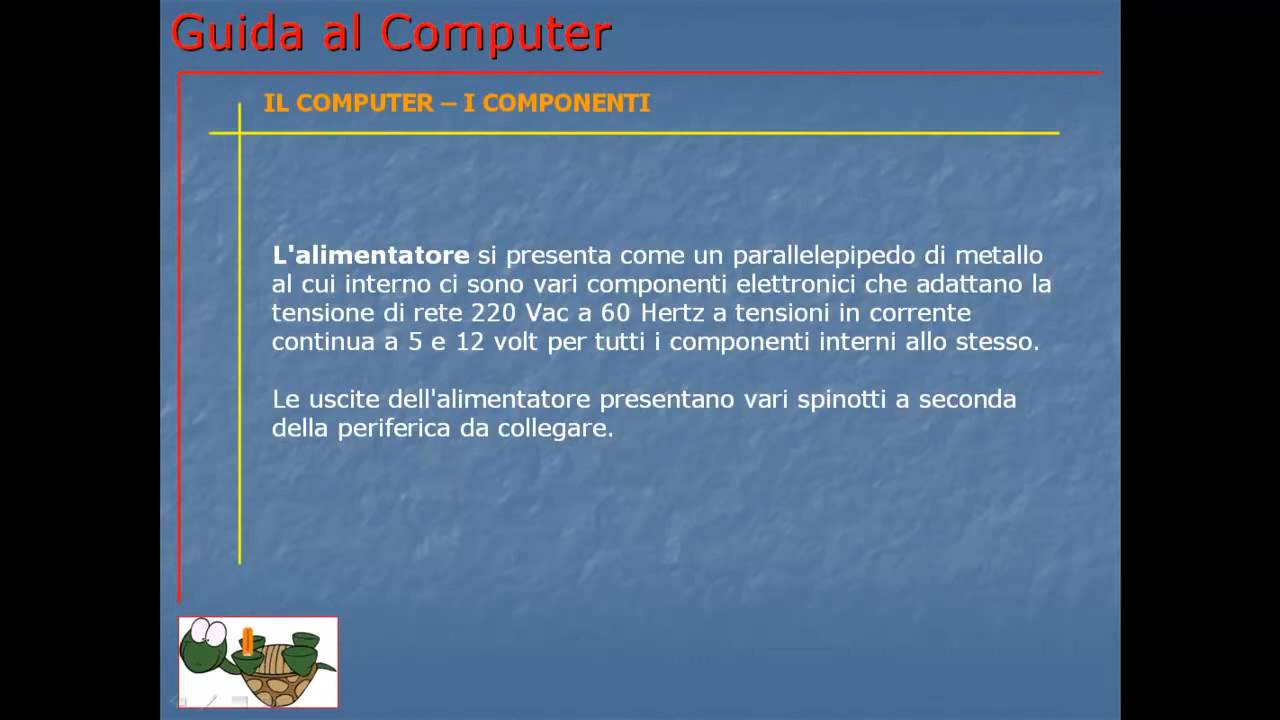 Guida al Computer
IL COMPUTER – I COMPONENTI
L'alimentatore si presenta come un parallelepipedo di metallo
al cui interno ci sono vari componenti elettronici che adattano la
tensione di rete 220 Vac a 60 Hertz a tensioni in corrente
continua a 5 e 12 volt per tutti i componenti interni allo stesso.
Le uscite dell'alimentatore presentano vari spinotti a seconda
della periferica da collegare.